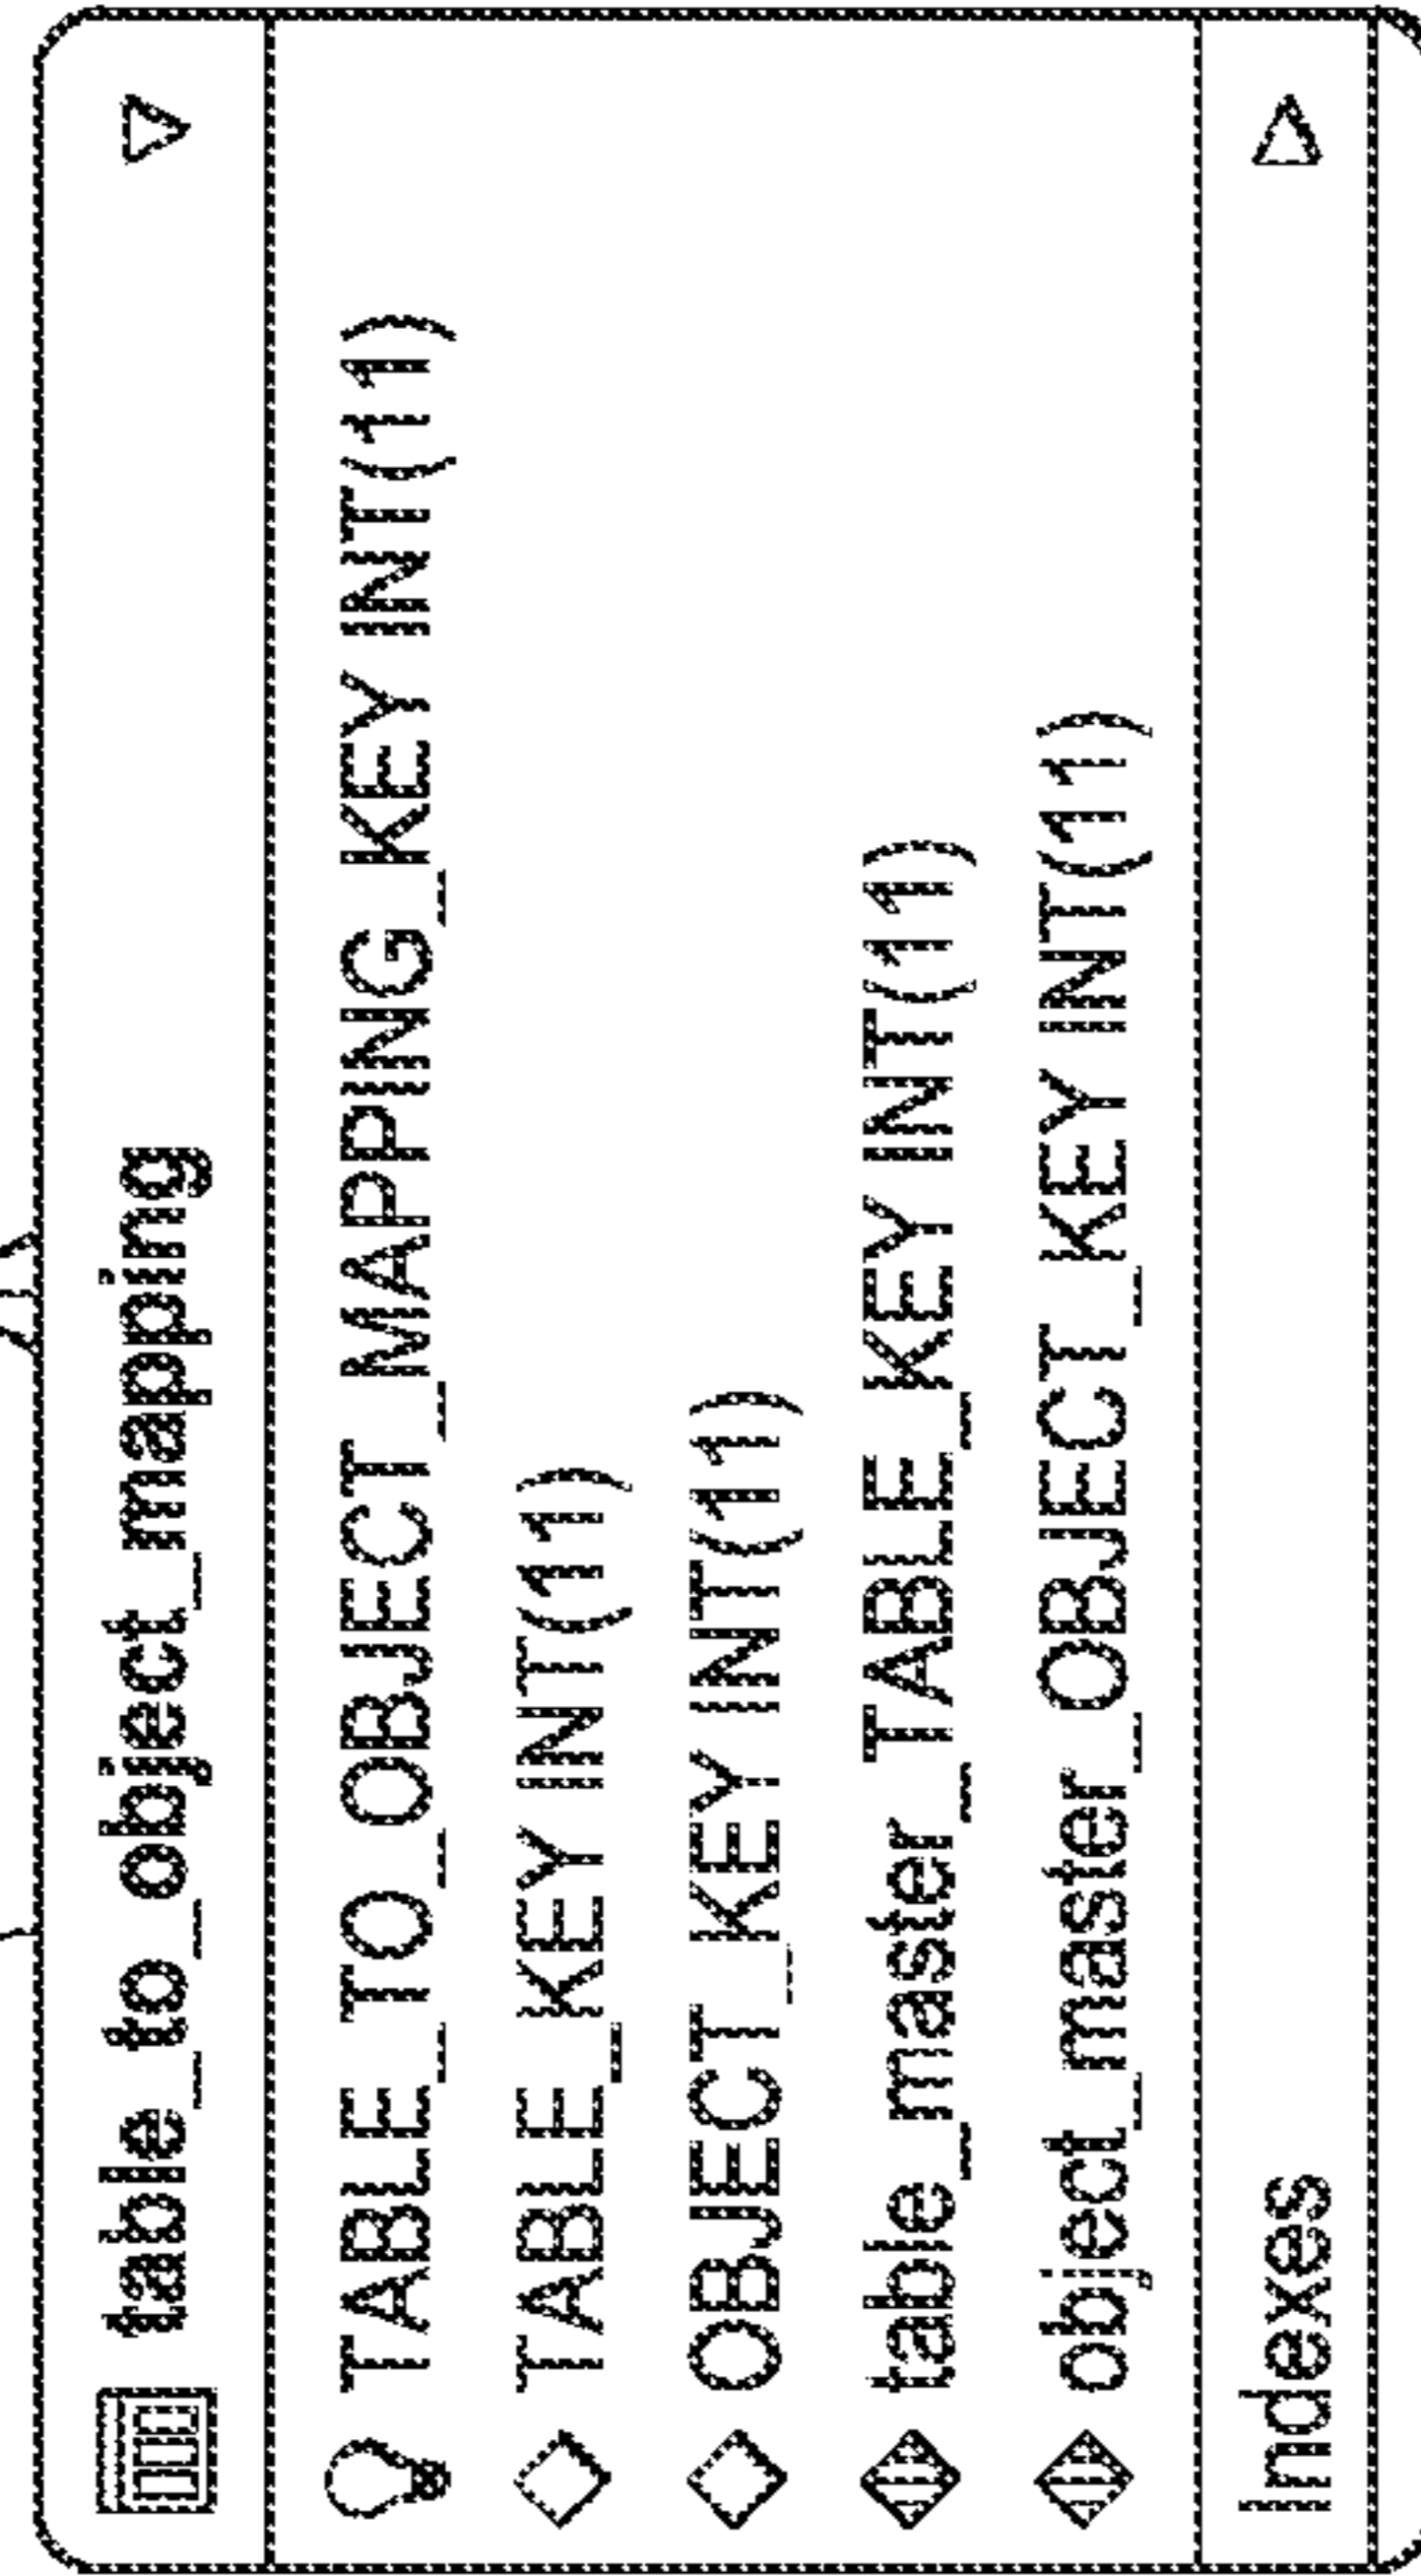 table_to_object_mapping
TABLE_TO_OBJECT_MAPPING_KEY INT(11)
TABLE_KEY INT(11)
OBJECT_KEY INT(11)
table_master_TABLE_KEY INT(11)
object_master_OBJECT_KEY INT(11)
Indexes